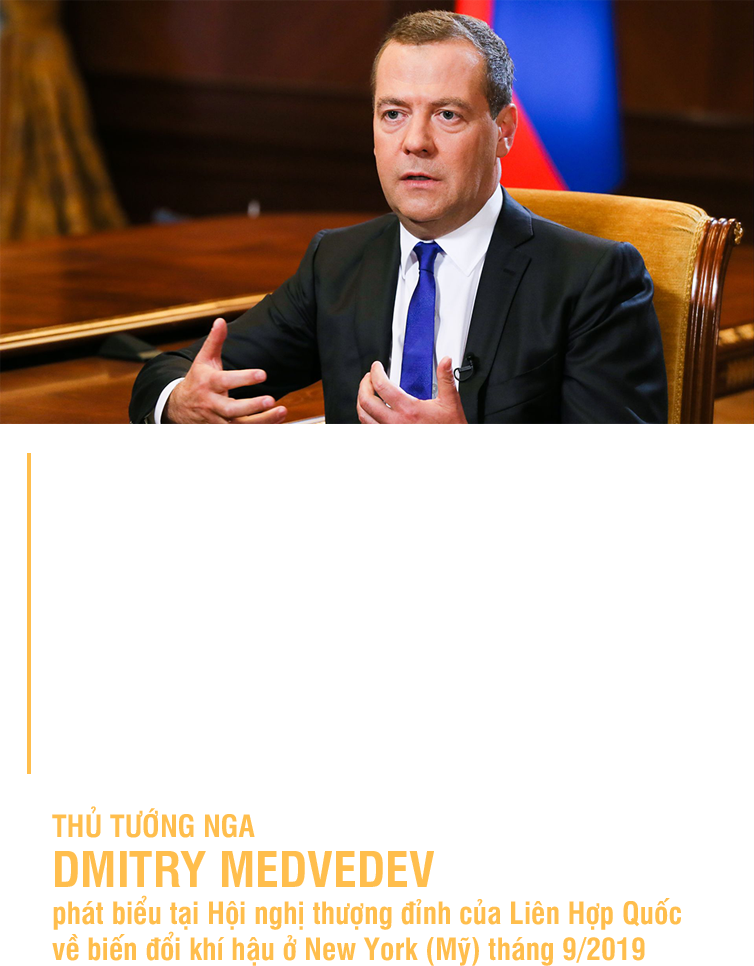 THỦ TƯỚNG NGA
DMITRY MEDVEDEV
phát biểu tại Hội nghị thượng đỉnh của Liên Hợp Quốc
về biến đổi khí hậu ở New York (Mỹ) tháng 9/2019